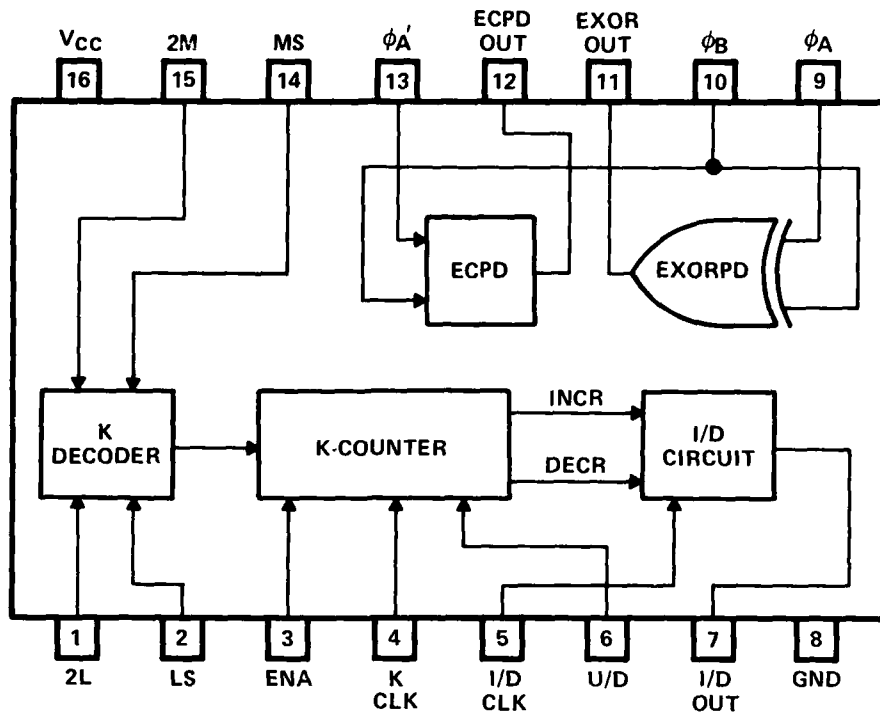 VCC 2M MS ϕA′ ECPD OUT EXOR OUT ϕB ϕA
16 15 14 13 12 11 10 9
ECPD
EXORPD
K DECODER
K-COUNTER
INCR
DECR
I/D CIRCUIT
1 2 3 4 5 6 7 8
2L LS ENA K CLK I/D CLK U/D I/D OUT GND